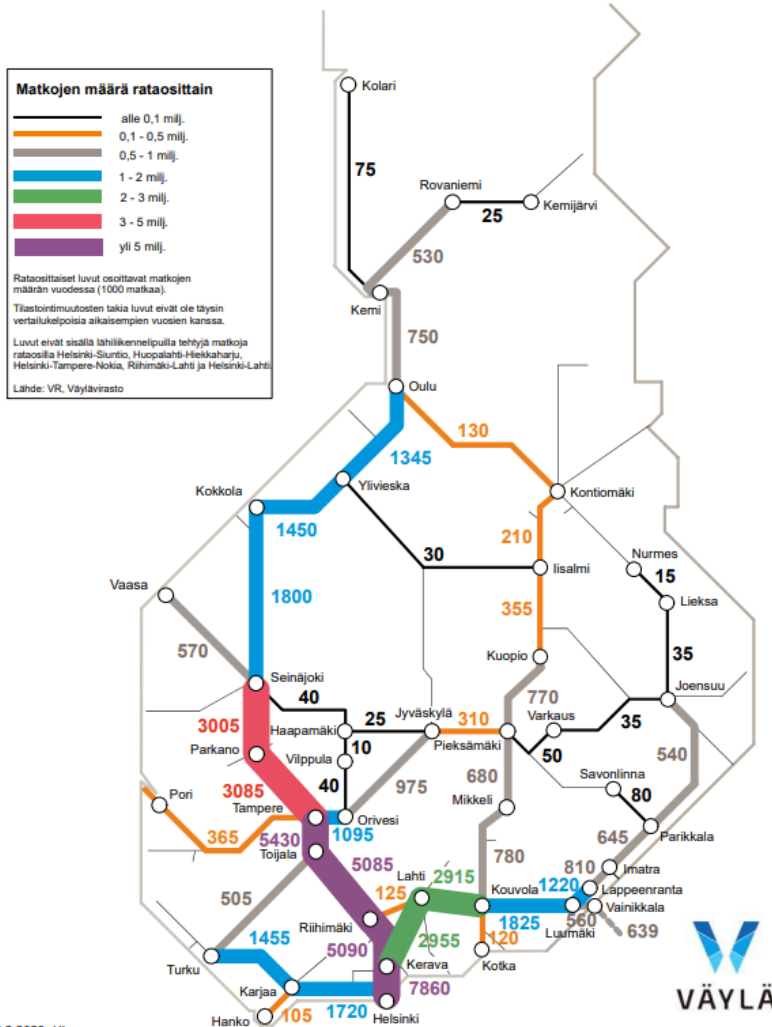 Matkojen määrä rataosittain
alle 0,1 milj.
0,1 - 0,5 milj.
0,5 - 1 milj.
1 - 2 milj.
2 - 3 milj.
3 - 5 milj.
yli 5 milj.
Rataosittaiset luvut osoittavat matkojen
määrän vuodessa (1000 matkaa).
Tilastointimuutosten takia luvut eivät ole täysin
vertailukelpoisia aikaisempien vuosien kanssa.
Luvut eivät sisällä lähiliikennelipuilla tehtyjä matkoja
rataosilla Helsinki-Siuntio, Huopalahti-Hiekkaharju,
Helsinki-Tampere-Nokia, Riihimäki-Lahti ja Helsinki-Lahti.
Lähde: VR, Väylävirasto
Kolari
75
Rovaniemi
25
Kemijärvi
530
Kemi
750
Oulu
130
1345
Kokkola
Ylivieska
Kontiomäki
1450
210
30
Iisalmi
Nurmes
15
Vaasa
1800
355
Lieksa
570
Kuopio
35
Seinäjoki
40
770
Joensuu
Haapamäki
25
Jyväskylä
310
Varkaus
35
3005
Parkano
10
Pieksämäki
50
540
Vilppula
3085
40
975
680
Savonlinna
Pori
80
Tampere
Mikkeli
365
1095
Orivesi
Parikkala
5430
Toijala
5085
780
645
Lahti
2915
810
Imatra
505
125
Kouvola
1220
Lappeenranta
Riihimäki
1825
560
Vainikkala
Luumäki
639
1455
5090
2955
120
Turku
Kerava
Kotka
Karjaa
7860
Hanko
105
1720
Helsinki
VÄYLÄ